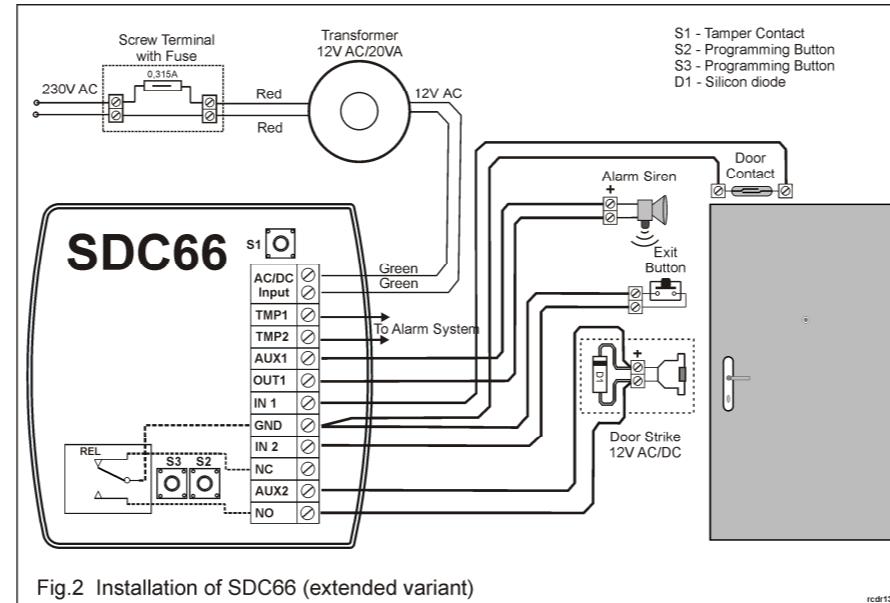 Screw Terminal
with Fuse
0,315A
230V AC
Red
Red
Transformer
12V AC/20VA
12V AC
S1 - Tamper Contact
S2 - Programming Button
S3 - Programming Button
D1 - Silicon diode
Door
Contact
Alarm Siren
+
Exit
Button
SDC66
S1
AC/DC
Input
Green
Green
TMP1
TMP2
To Alarm System
AUX1
OUT1
IN 1
GND
IN 2
NC
AUX2
NO
REL
S3
S2
D1
+
Door Strike
12V AC/DC
Fig.2 Installation of SDC66 (extended variant)